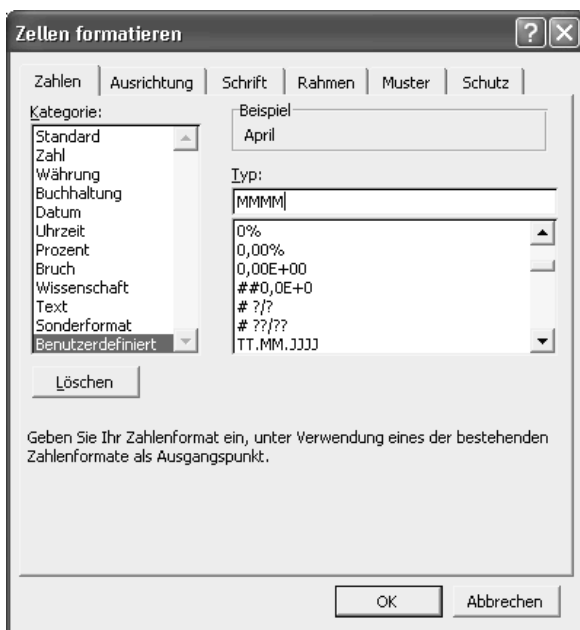 Zellen formatieren
Zahlen Ausrichtung Schrift Rahmen Muster Schutz
Kategorie:
Standard
Zahl
Währung
Buchhaltung
Datum
Uhrzeit
Prozent
Bruch
Wissenschaft
Text
Sonderformat
Benutzerdefiniert
Beispiel
April
Typ:
MMMM
0%
0,00%
0,00E+00
##0,0E+0
# ?/?
# ??/??
TT.MM.JJJJ
Löschen
Geben Sie Ihr Zahlenformat ein, unter Verwendung eines der bestehenden
Zahlenformate als Ausgangspunkt.
OK Abbrechen